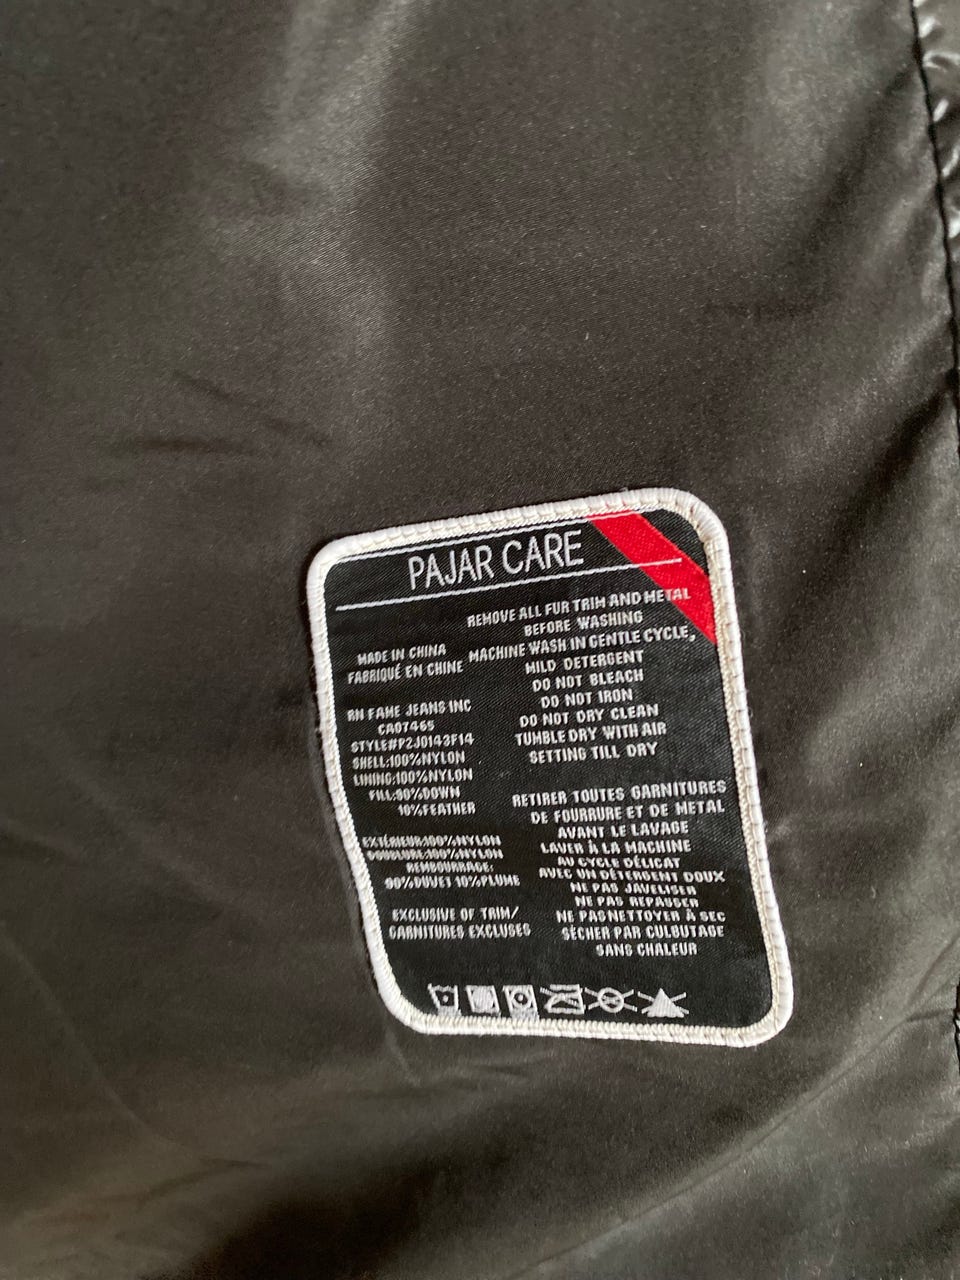 PAJAR CARE
MADE IN CHINA
FABRIQUÉ EN CHINE
RN FAME JEANS INC
CA07465
STYLE#P2J0143F14
SHELL:100%NYLON
LINING:100%NYLON
FILL:90%DOWN
10%FEATHER
EXTÉRIEUR:100%NYLON
DOUBLURE:100%NYLON
REMBOURRAGE:
90%DUVET 10%PLUME
EXCLUSIVE OF TRIM/
GARNITURES EXCLUSES
REMOVE ALL FUR TRIM AND METAL
BEFORE WASHING
MACHINE WASH IN GENTLE CYCLE,
MILD DETERGENT
DO NOT BLEACH
DO NOT IRON
DO NOT DRY CLEAN
TUMBLE DRY WITH AIR
SETTING TILL DRY
RETIRER TOUTES GARNITURES
DE FOURRURE ET DE METAL
AVANT LE LAVAGE
LAVER À LA MACHINE
AU CYCLE DÉLICAT
AVEC UN DÉTERGENT DOUX
NE PAS JAVELISER
NE PAS REPASSER
NE PAS NETTOYER À SEC
SÉCHER PAR CULBUTAGE
SANS CHALEUR